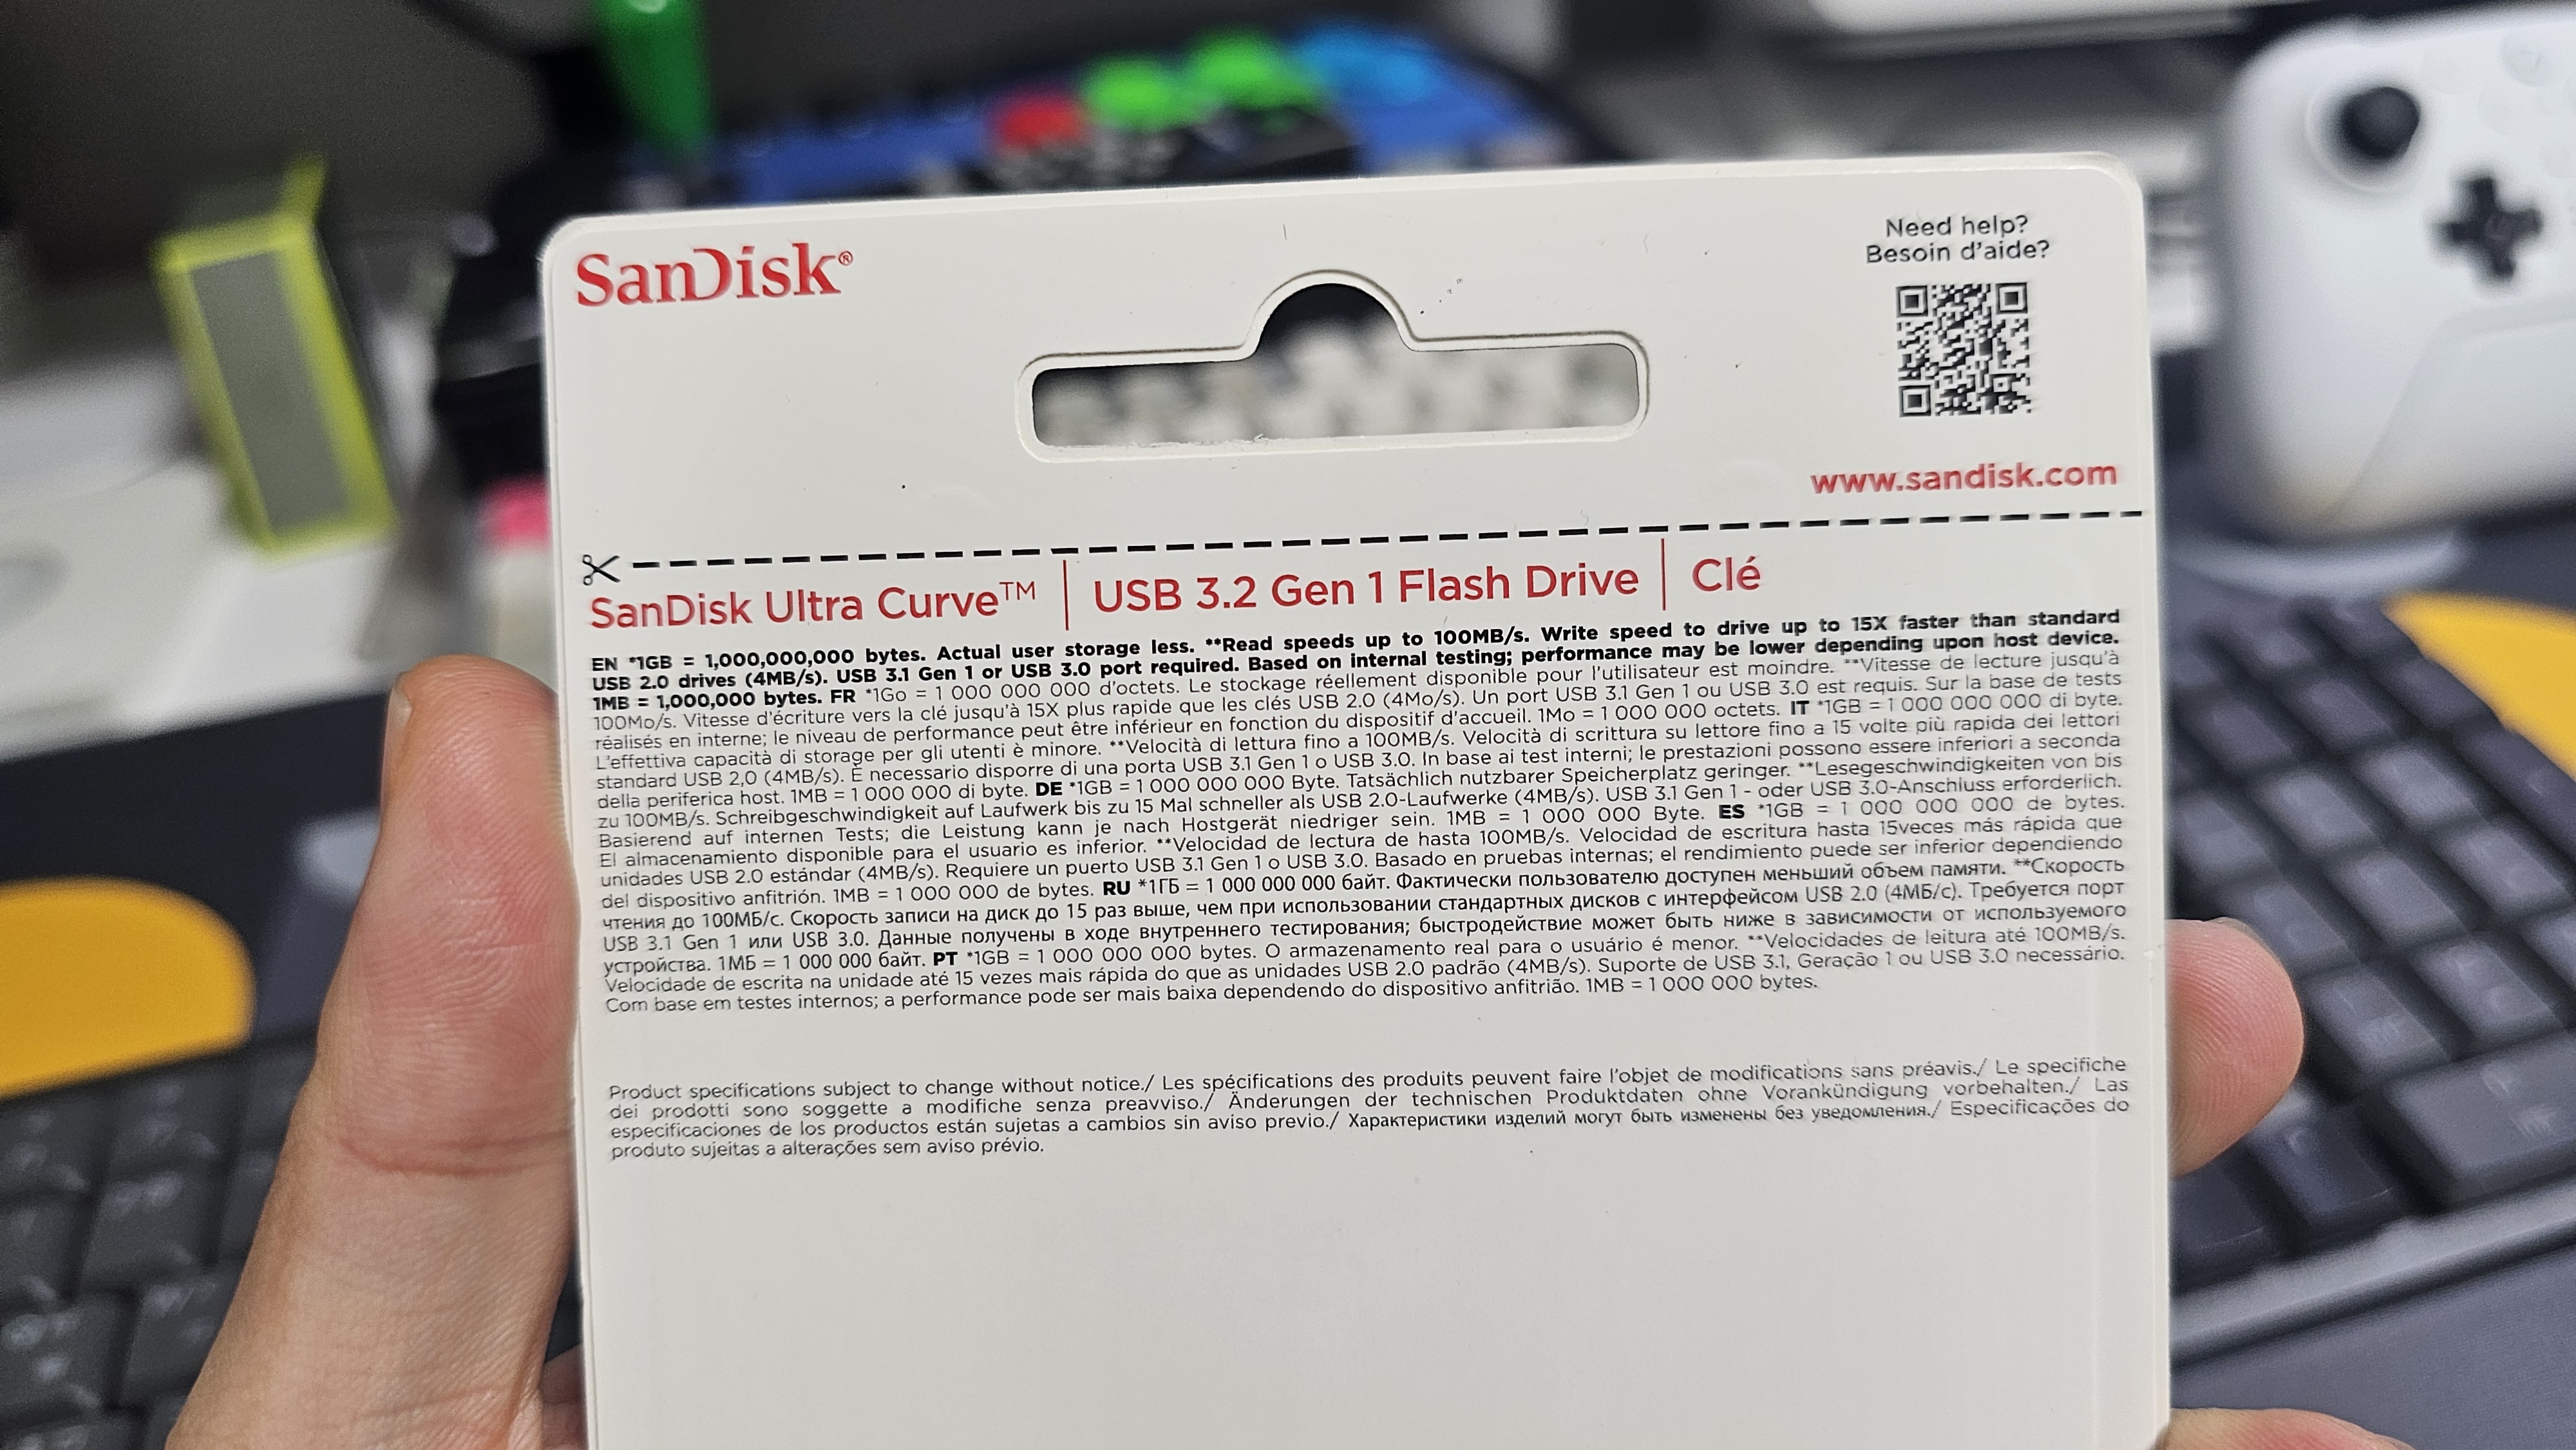 SanDisk®
Need help?
Besoin d'aide?
www.sandisk.com
SanDisk Ultra Curve™ | USB 3.2 Gen 1 Flash Drive | Clé
EN *1GB = 1,000,000,000 bytes. Actual user storage less. **Read speeds up to 100MB/s. Write speed to drive up to 15X faster than standard
USB 2.0 drives (4MB/s). USB 3.1 Gen 1 or USB 3.0 port required. Based on internal testing; performance may be lower depending upon host device.
1MB = 1,000,000 bytes. FR *1Go = 1 000 000 000 d'octets. Le stockage réellement disponible pour l'utilisateur est moindre. **Vitesse de lecture jusqu'à
100Mo/s. Vitesse d'écriture vers la clé jusqu'à 15X plus rapide que les clés USB 2.0 (4Mo/s). Un port USB 3.1 Gen 1 ou USB 3.0 est requis. Sur la base de tests
réalisés en interne; le niveau de performance peut être inférieur en fonction du dispositif d'accueil. 1Mo = 1 000 000 octets. IT *1GB = 1 000 000 000 di byte.
L'effettiva capacità di storage per gli utenti è minore. **Velocità di lettura fino a 100MB/s. Velocità di scrittura su lettore fino a 15 volte più rapida dei lettori
standard USB 2,0 (4MB/s). È necessario disporre di una porta USB 3.1 Gen 1 o USB 3.0. In base ai test interni; le prestazioni possono essere inferiori a seconda
della periferica host. 1MB = 1 000 000 di byte. DE *1GB = 1 000 000 000 Byte. Tatsächlich nutzbarer Speicherplatz geringer. **Lesegeschwindigkeiten von bis
zu 100MB/s. Schreibgeschwindigkeit auf Laufwerk bis zu 15 Mal schneller als USB 2.0-Laufwerke (4MB/s). USB 3.1 Gen 1 - oder USB 3.0-Anschluss erforderlich.
Basierend auf internen Tests; die Leistung kann je nach Hostgerät niedriger sein. 1MB = 1 000 000 Byte. ES *1GB = 1 000 000 000 de bytes.
El almacenamiento disponible para el usuario es inferior. **Velocidad de lectura de hasta 100MB/s. Velocidad de escritura hasta 15veces más rápida que
unidades USB 2.0 estándar (4MB/s). Requiere un puerto USB 3.1 Gen 1 o USB 3.0. Basado en pruebas internas; el rendimiento puede ser inferior dependiendo
del dispositivo anfitrión. 1MB = 1 000 000 de bytes. RU *1ГБ = 1 000 000 000 байт. Фактически пользователю доступен меньший объем памяти. **Скорость
чтения до 100МБ/с. Скорость записи на диск до 15 раз выше, чем при использовании стандартных дисков с интерфейсом USB 2.0 (4МБ/с). Требуется порт
USB 3.1 Gen 1 или USB 3.0. Данные получены в ходе внутреннего тестирования; быстродействие может быть ниже в зависимости от используемого
устройства. 1МБ = 1 000 000 байт. PT *1GB = 1 000 000 000 bytes. O armazenamento real para o usuário é menor. **Velocidades de leitura até 100MB/s.
Velocidade de escrita na unidade até 15 vezes mais rápida do que as unidades USB 2.0 padrão (4MB/s). Suporte de USB 3.1, Geração 1 ou USB 3.0 necessário.
Com base em testes internos; a performance pode ser mais baixa dependendo do dispositivo anfitrião. 1MB = 1 000 000 bytes.
Product specifications subject to change without notice./ Les spécifications des produits peuvent faire l'objet de modifications sans préavis./ Le specifiche
dei prodotti sono soggette a modifiche senza preavviso./ Änderungen der technischen Produktdaten ohne Vorankündigung vorbehalten./ Las
especificaciones de los productos están sujetas a cambios sin aviso previo./ Характеристики изделий могут быть изменены без уведомления./ Especificações do
produto sujeitas a alterações sem aviso prévio.